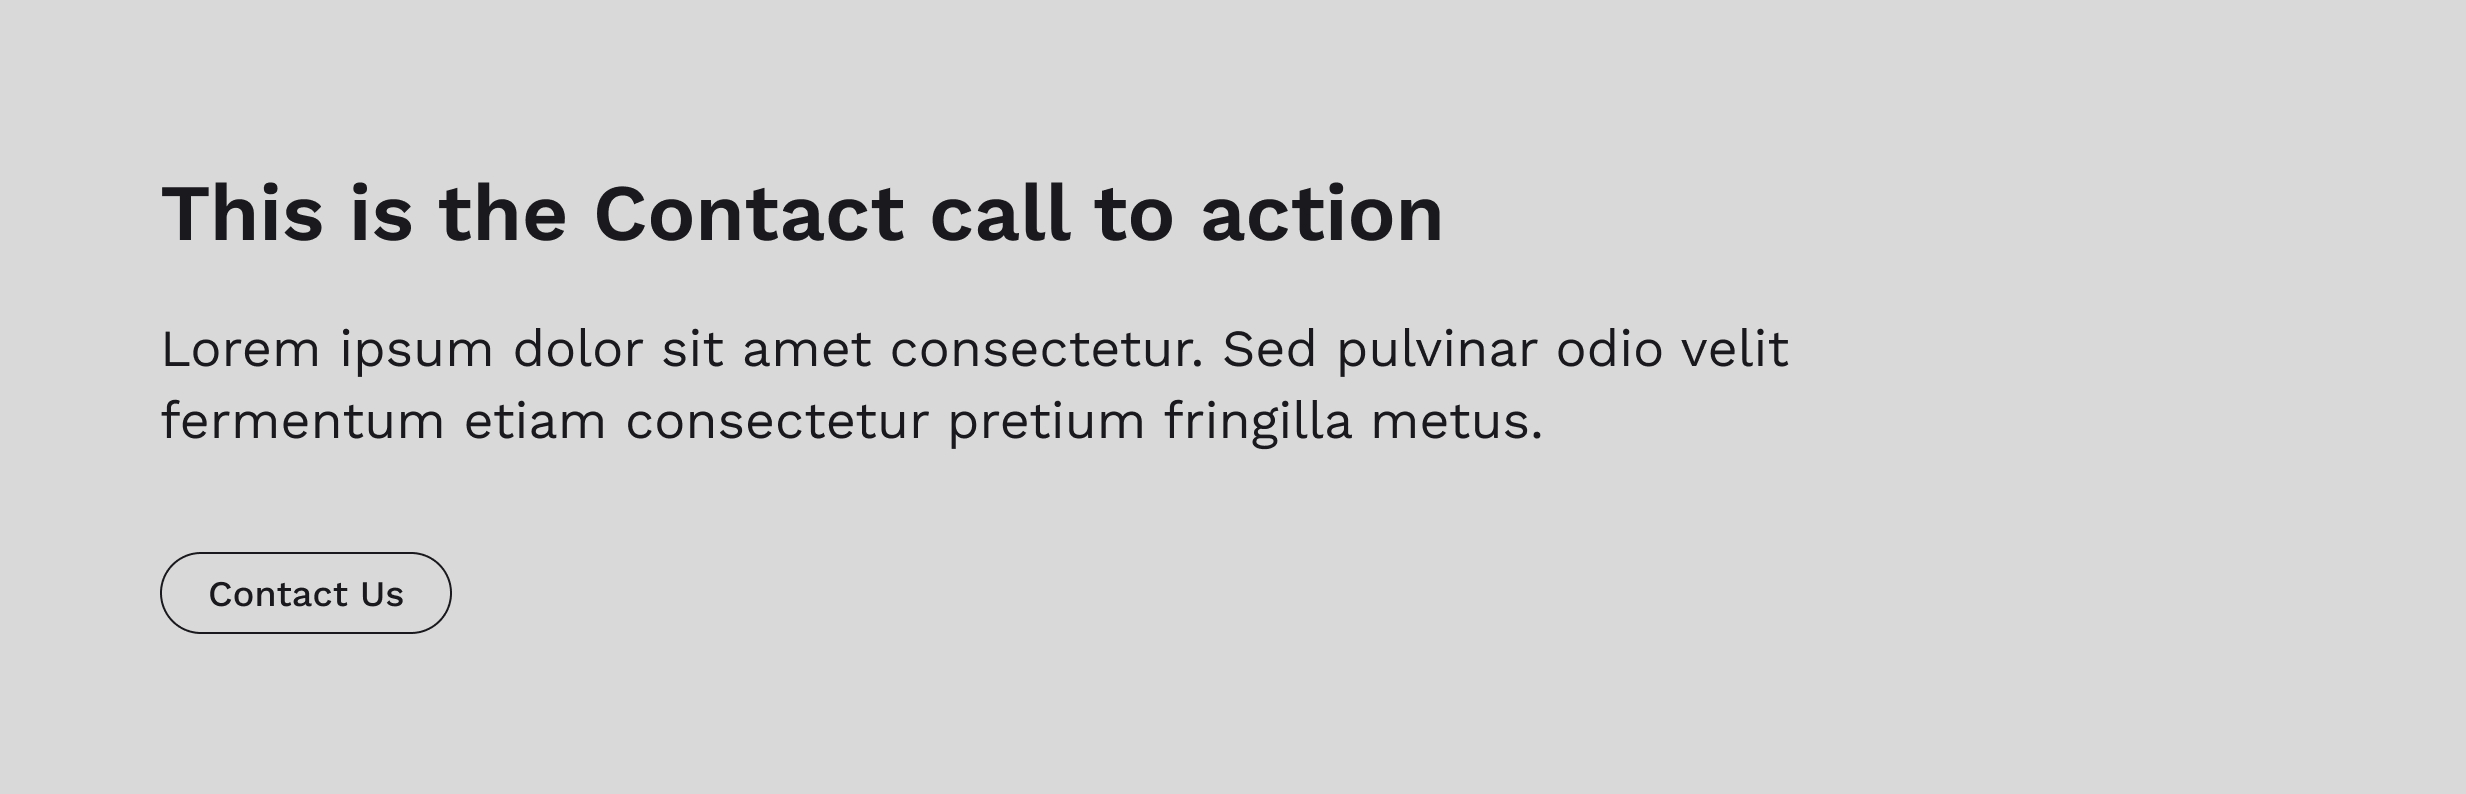 This is the Contact call to action
Lorem ipsum dolor sit amet consectetur. Sed pulvinar odio velit
fermentum etiam consectetur pretium fringilla metus.
Contact Us